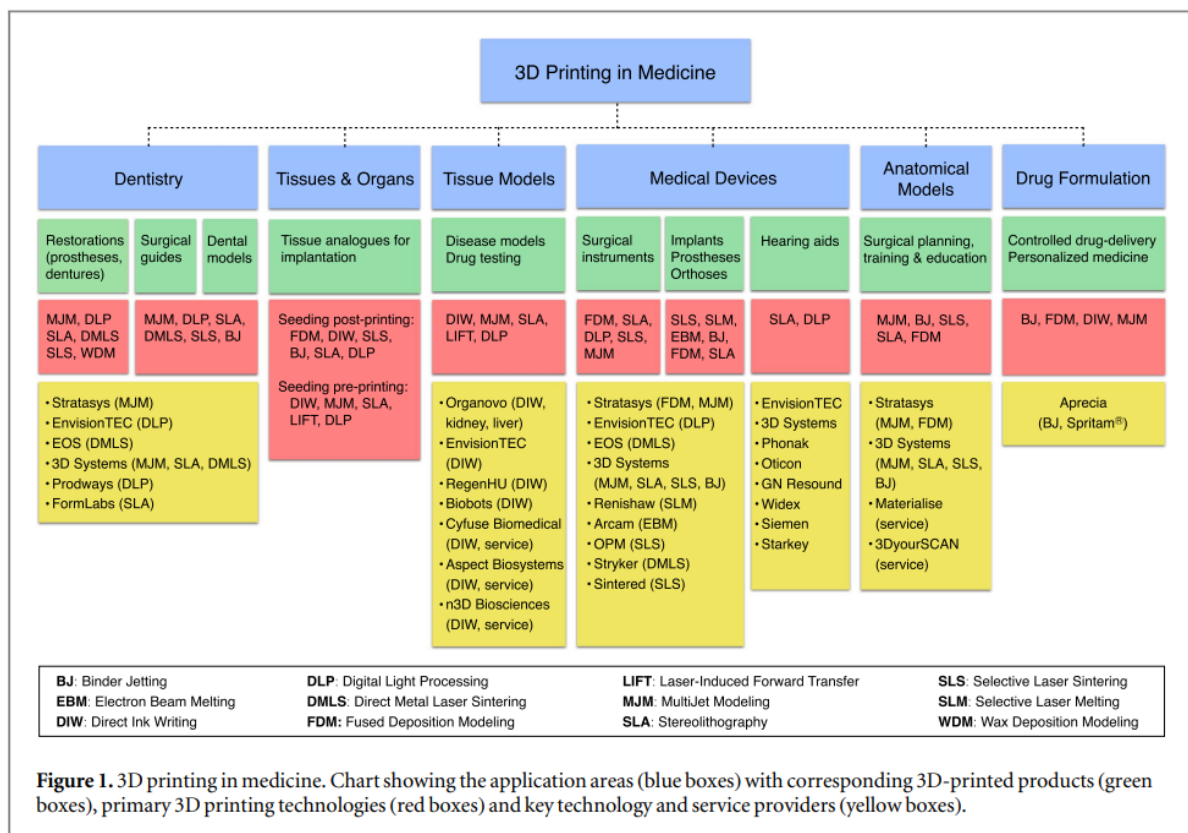 3D Printing in Medicine
Dentistry
Tissues & Organs
Tissue Models
Medical Devices
Anatomical
Models
Drug Formulation
Restorations
(prostheses,
dentures)
Surgical
guides
Dental
models
Tissue analogues for
implantation
Disease models
Drug testing
Surgical
instruments
Implants
Prostheses
Orthoses
Hearing aids
Surgical planning,
training & education
Controlled drug-delivery
Personalized medicine
MJM, DLP
SLA, DMLS
SLS, WDM
MJM, DLP, SLA,
DMLS, SLS, BJ
Seeding post-printing:
FDM, DIW, SLS,
BJ, SLA, DLP
Seeding pre-printing:
DIW, MJM, SLA,
LIFT, DLP
DIW, MJM, SLA,
LIFT, DLP
FDM, SLA,
DLP, SLS,
MJM
SLS, SLM,
EBM, BJ,
FDM, SLA
SLA, DLP
MJM, BJ, SLS,
SLA, FDM
BJ, FDM, DIW, MJM
• Stratasys (MJM)
• EnvisionTEC (DLP)
• EOS (DMLS)
• 3D Systems (MJM, SLA, DMLS)
• Prodways (DLP)
• FormLabs (SLA)
• Organovo (DIW,
kidney, liver)
• EnvisionTEC
(DIW)
• RegenHU (DIW)
• Biobots (DIW)
• Cyfuse Biomedical
(DIW, service)
• Aspect Biosystems
(DIW, service)
• n3D Biosciences
(DIW, service)
• Stratasys (FDM, MJM)
• EnvisionTEC (DLP)
• EOS (DMLS)
• 3D Systems
(MJM, SLA, SLS, BJ)
• Renishaw (SLM)
• Arcam (EBM)
• OPM (SLS)
• Stryker (DMLS)
• Sintered (SLS)
• EnvisionTEC
• 3D Systems
• Phonak
• Oticon
• GN Resound
• Widex
• Siemen
• Starkey
• Stratasys
(MJM, FDM)
• 3D Systems
(MJM, SLA, SLS,
BJ)
• Materialise
(service)
• 3DyourSCAN
(service)
Aprecia
(BJ, Spritam®)
BJ: Binder Jetting
EBM: Electron Beam Melting
DIW: Direct Ink Writing
DLP: Digital Light Processing
DMLS: Direct Metal Laser Sintering
FDM: Fused Deposition Modeling
LIFT: Laser-Induced Forward Transfer
MJM: MultiJet Modeling
SLA: Stereolithography
SLS: Selective Laser Sintering
SLM: Selective Laser Melting
WDM: Wax Deposition Modeling
Figure 1. 3D printing in medicine. Chart showing the application areas (blue boxes) with corresponding 3D-printed products (green
boxes), primary 3D printing technologies (red boxes) and key technology and service providers (yellow boxes).